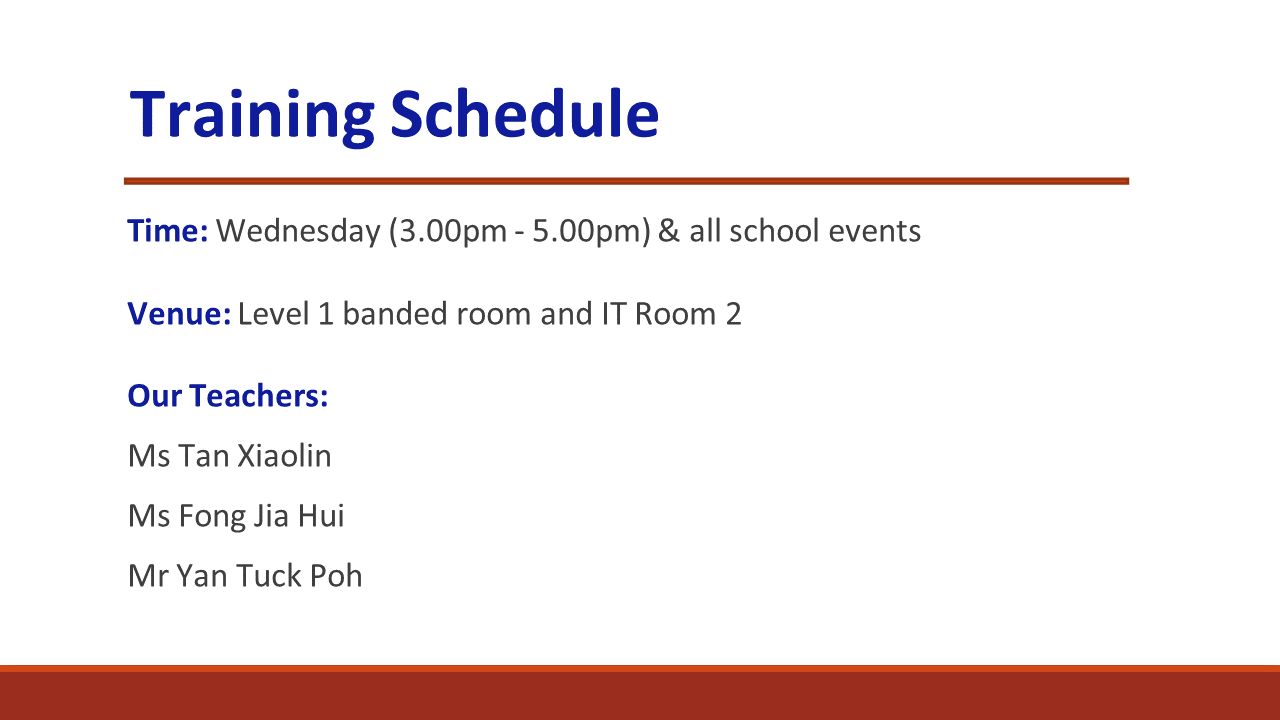 Training Schedule
Time: Wednesday (3.00pm - 5.00pm) & all school events
Venue: Level 1 banded room and IT Room 2
Our Teachers:
Ms Tan Xiaolin
Ms Fong Jia Hui
Mr Yan Tuck Poh